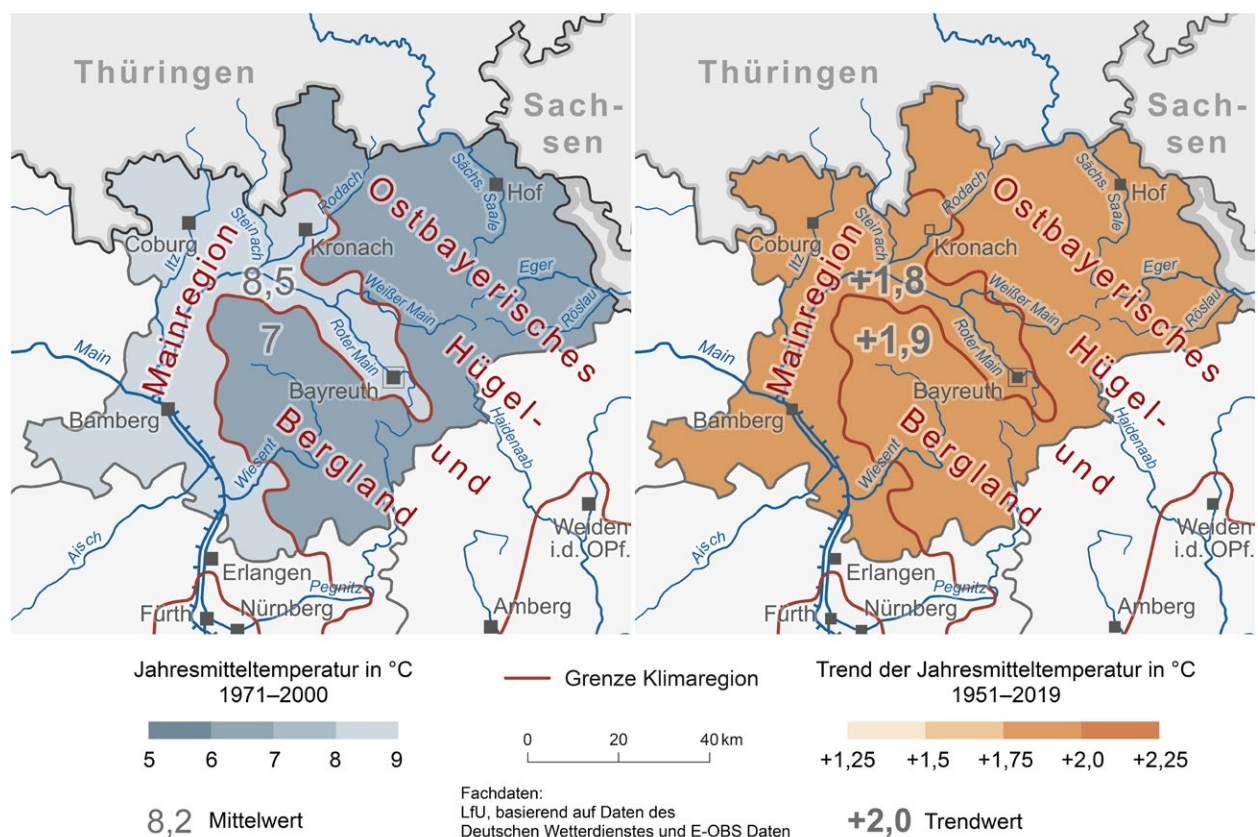 Thüringen
Sach-
sen
Hof
Sächs. Saale
Ostbayerisches
Rodach
Steinach
Coburg
Itz
Kronach
Mainregion
8,5
7
Weißer Main
Eger
Röslau
Roter Main
Hügel-
Main
Bayreuth
Bamberg
Bergland
Wiesent
und
Haidenaab
Weiden
i.d. OPf.
Aisch
Erlangen
Pegnitz
Fürth
Nürnberg
Amberg
Thüringen
Sach-
sen
Hof
Sächs. Saale
Ostbayerisches
Rodach
Steinach
Coburg
Itz
Kronach
Mainregion
+1,8
+1,9
Weißer Main
Eger
Röslau
Roter Main
Hügel-
Main
Bayreuth
Bamberg
Bergland
Wiesent
und
Haidenaab
Weiden
i.d. OPf.
Aisch
Erlangen
Pegnitz
Fürth
Nürnberg
Amberg
Jahresmitteltemperatur in °C
1971–2000
5 6 7 8 9
8,2 Mittelwert
Grenze Klimaregion
0 20 40 km
Fachdaten:
LfU, basierend auf Daten des
Deutschen Wetterdienstes und E-OBS Daten
Trend der Jahresmitteltemperatur in °C
1951–2019
+1,25 +1,5 +1,75 +2,0 +2,25
+2,0 Trendwert